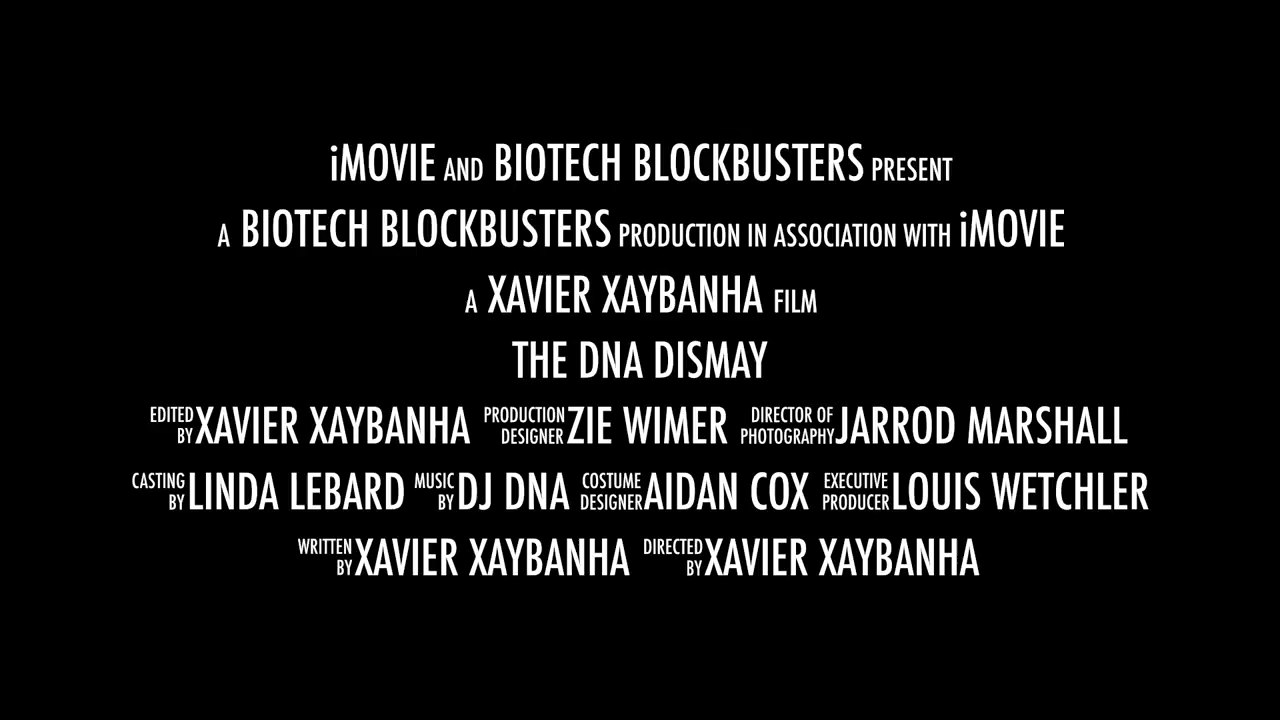 iMOVIE AND BIOTECH BLOCKBUSTERS PRESENT
A BIOTECH BLOCKBUSTERS PRODUCTION IN ASSOCIATION WITH iMOVIE
A XAVIER XAYBANHA FILM
THE DNA DISMAY
EDITED BY XAVIER XAYBANHA PRODUCTION DESIGNER ZIE WIMER DIRECTOR OF PHOTOGRAPHY JARROD MARSHALL
CASTING BY LINDA LEBARD MUSIC BY DJ DNA COSTUME DESIGNER AIDAN COX EXECUTIVE PRODUCER LOUIS WETCHLER
WRITTEN BY XAVIER XAYBANHA DIRECTED BY XAVIER XAYBANHA